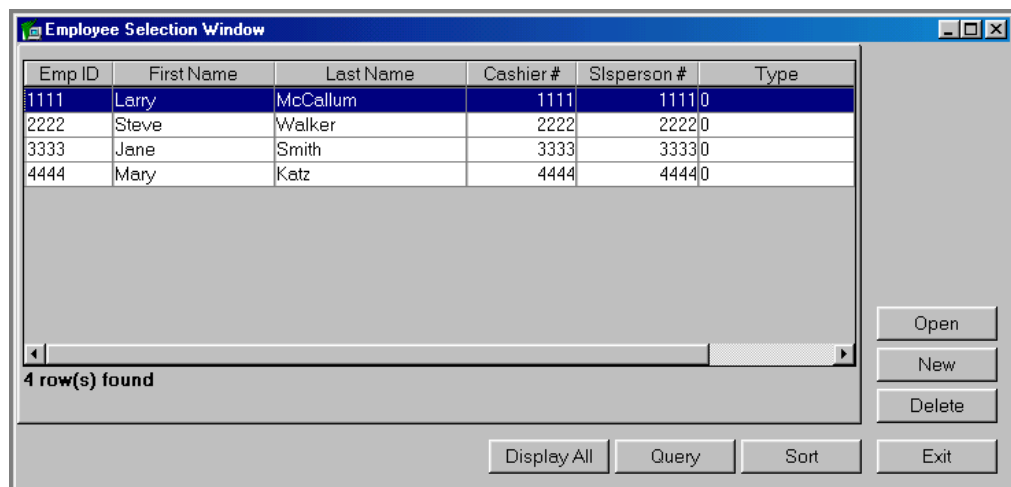 Employee Selection Window
Emp ID First Name Last Name Cashier # Slsperson # Type
1111 Larry McCallum 1111 1111 0
2222 Steve Walker 2222 2222 0
3333 Jane Smith 3333 3333 0
4444 Mary Katz 4444 4444 0
4 row(s) found
Open
New
Delete
Display All Query Sort Exit